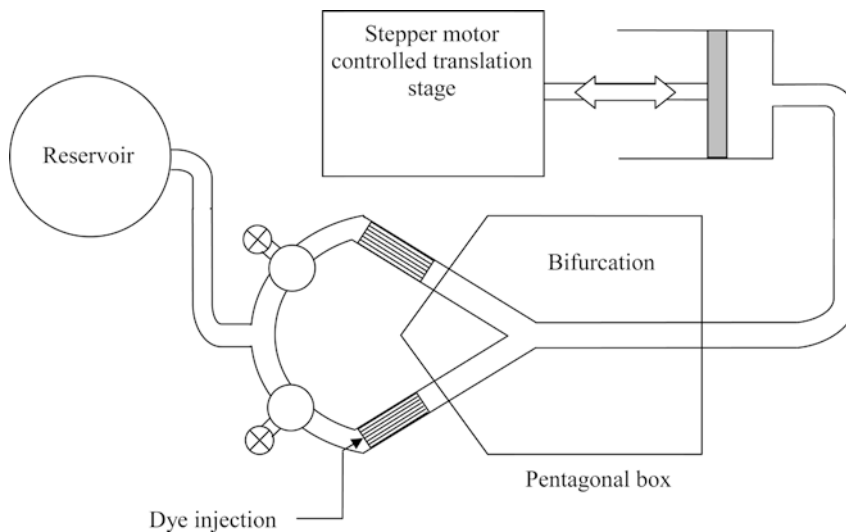 Stepper motor
controlled translation
stage
Reservoir
Bifurcation
Pentagonal box
Dye injection